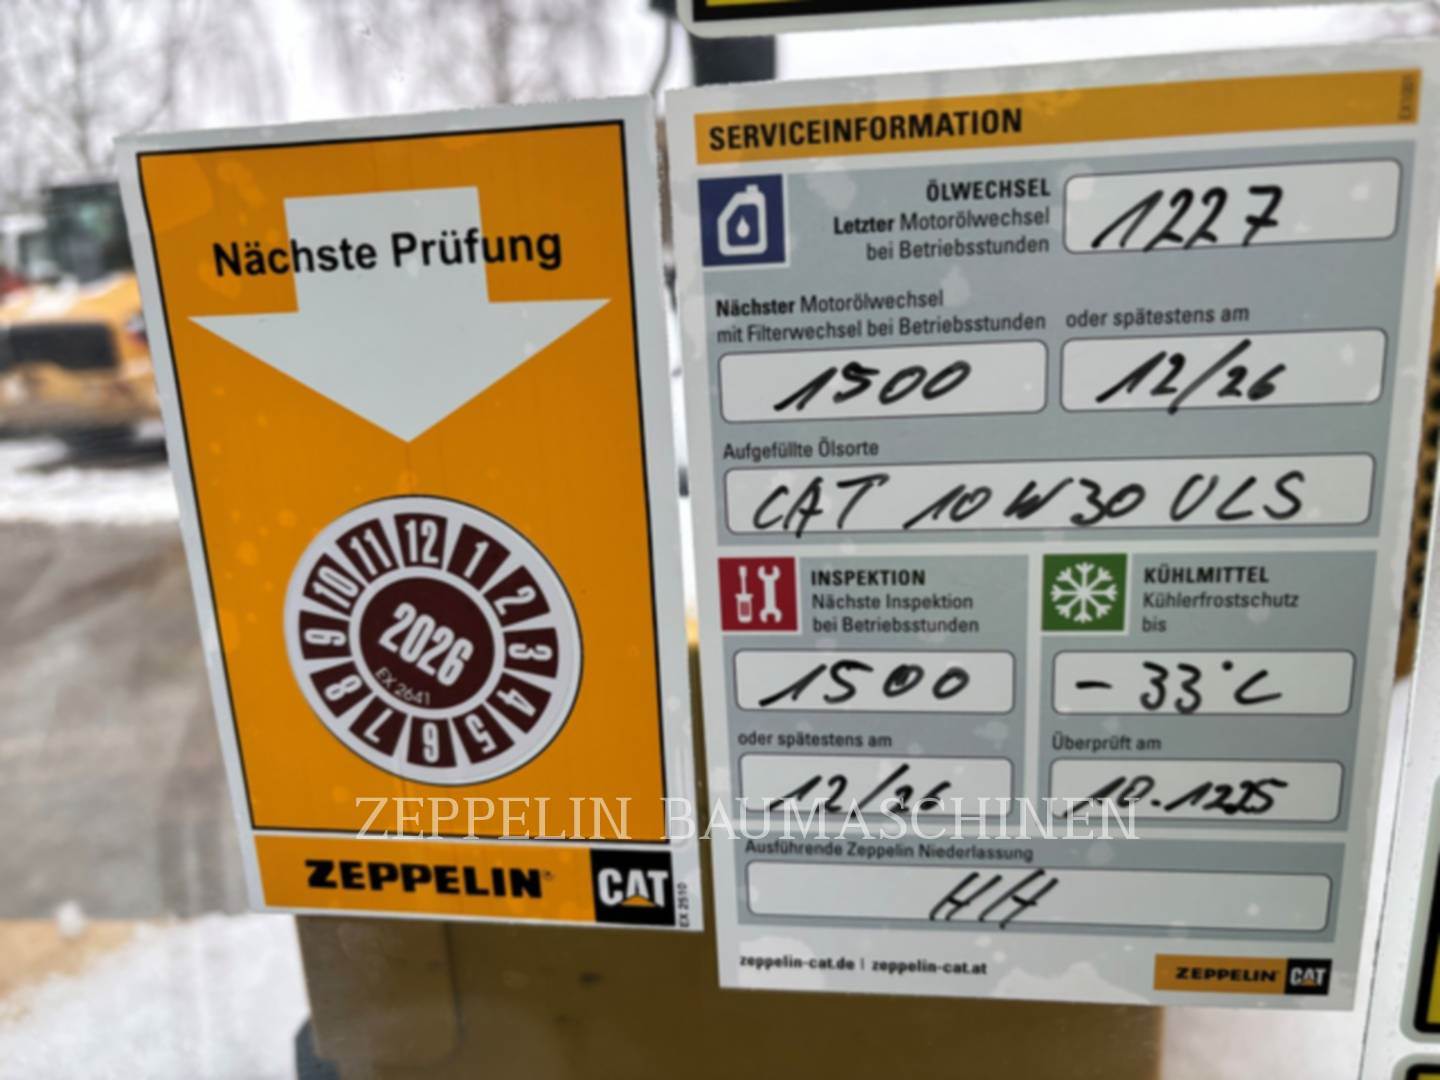 Nächste Prüfung
12
1
2
3
4
5
6
7
8
9
10
11
2026
EX 2641
ZEPPELIN® CAT
EX 2510
SERVICEINFORMATION
ÖLWECHSEL
Letzter Motorölwechsel
bei Betriebsstunden
1227
Nächster Motorölwechsel
mit Filterwechsel bei Betriebsstunden
1500
oder spätestens am
12/26
Aufgefüllte Ölsorte
CAT 10W30 ULS
INSPEKTION
Nächste Inspektion
bei Betriebsstunden
1500
oder spätestens am
12/26
KÜHLMITTEL
Kühlerfrostschutz
bis
-33°C
Überprüft am
10.1225
Ausführende Zeppelin Niederlassung
HH
zeppelin-cat.de | zeppelin-cat.at
ZEPPELIN CAT
ZEPPELIN BAUMASCHINEN